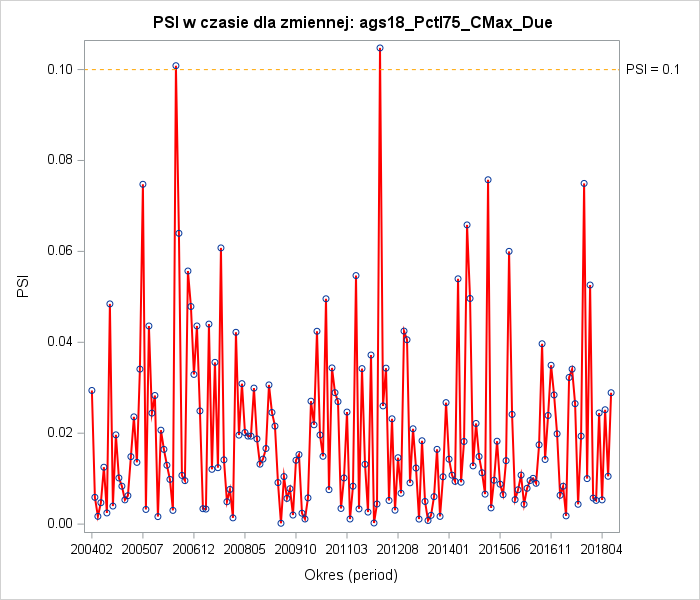 PSI w czasie dla zmiennej: ags18_Pctl75_CMax_Due
0.10
PSI = 0.1
0.08
0.06
0.04
0.02
0.00
PSI
200402 200507 200612 200805 200910 201103 201208 201401 201506 201611 201804
Okres (period)